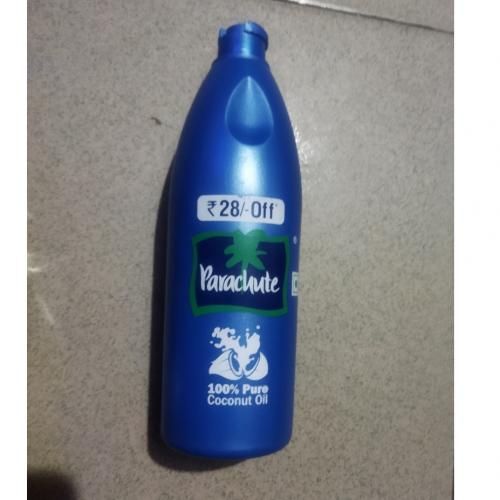 ₹28/-Off*
Parachute
®
100% Pure
Coconut Oil